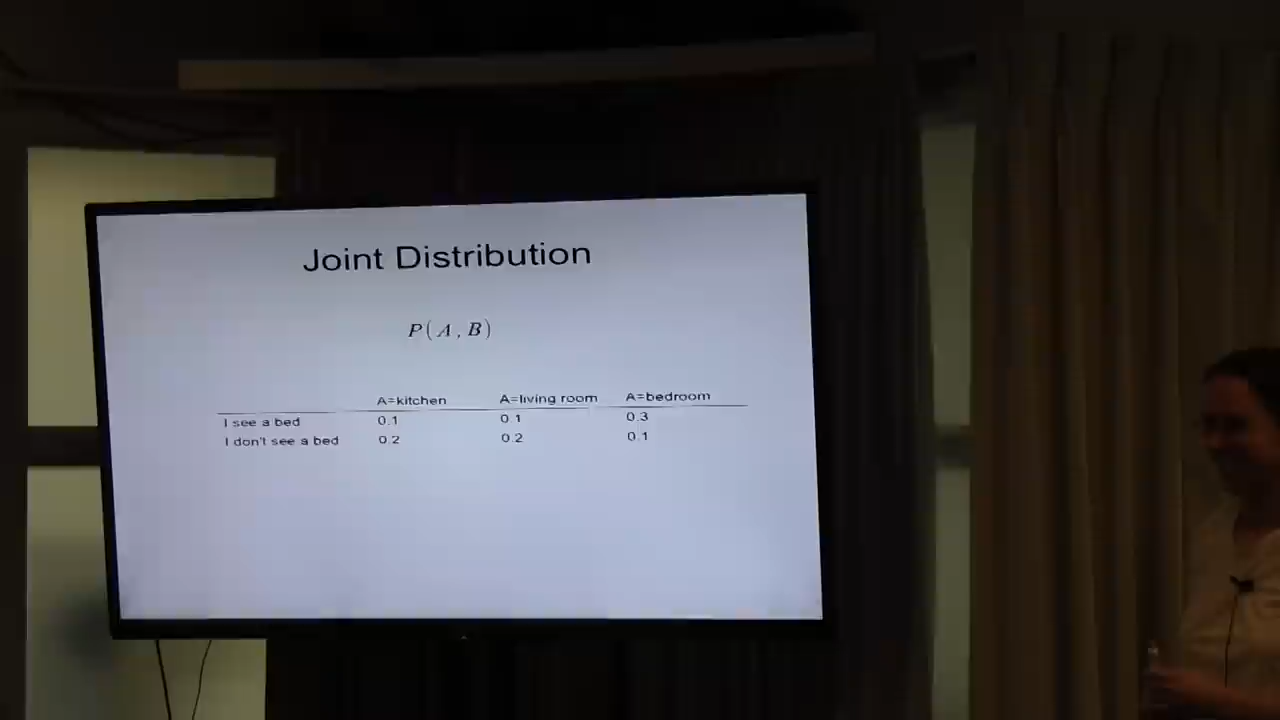 Joint Distribution
P(A, B)
A=kitchen A=living room A=bedroom
I see a bed 0.1 0.1 0.3
I don't see a bed 0.2 0.2 0.1